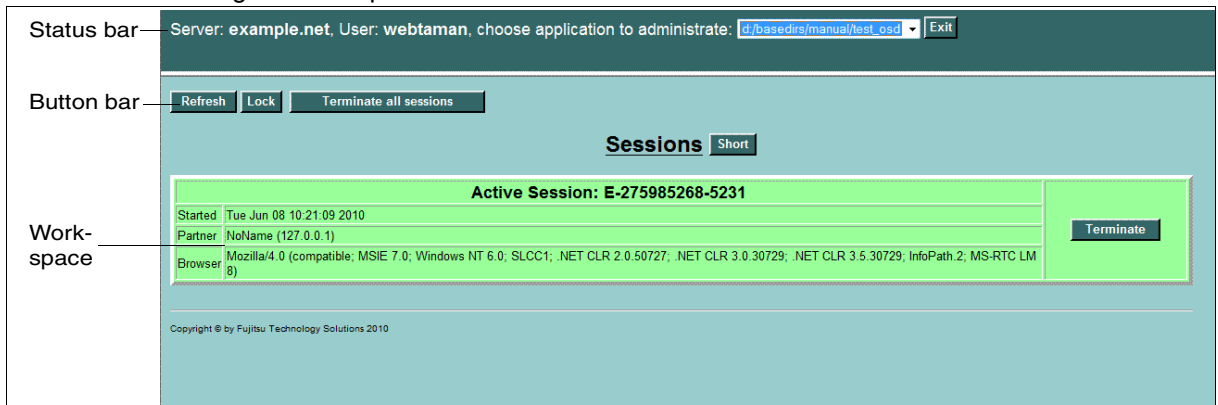 Status bar
Server: example.net, User: webtaman, choose application to administrate: d:/basedirs/manual/test_osd Exit
Button bar
Refresh Lock Terminate all sessions
Sessions Short
Active Session: E-275985268-5231
Started Tue Jun 08 10:21:09 2010
Partner NoName (127.0.0.1)
Terminate
Work-
space
Browser Mozilla/4.0 (compatible; MSIE 7.0; Windows NT 6.0; SLCC1; .NET CLR 2.0.50727; .NET CLR 3.0.30729; .NET CLR 3.5.30729; InfoPath.2; MS-RTC LM
8)
Copyright © by Fujitsu Technology Solutions 2010